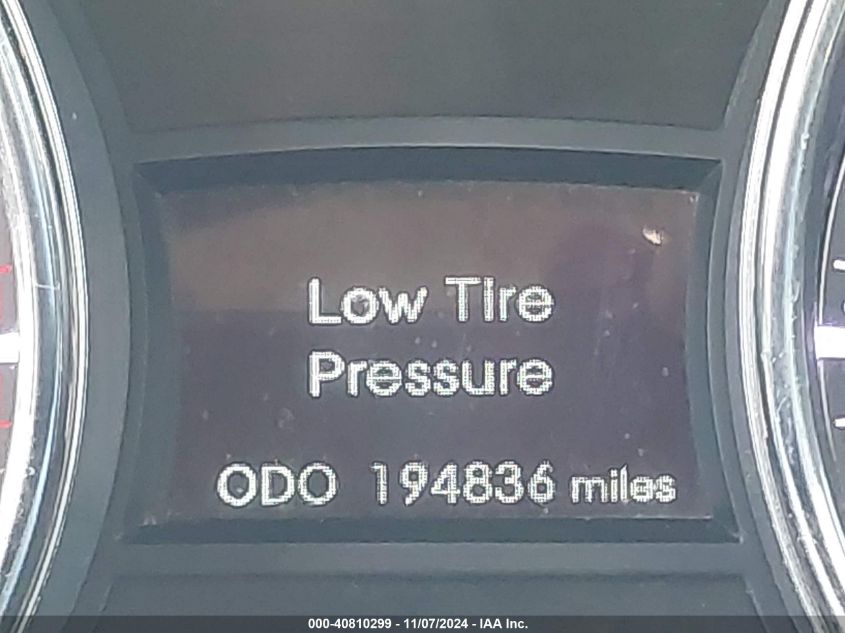 Low Tire
Pressure
ODO 194836 miles
000-40810299 - 11/07/2024 - IAA Inc.